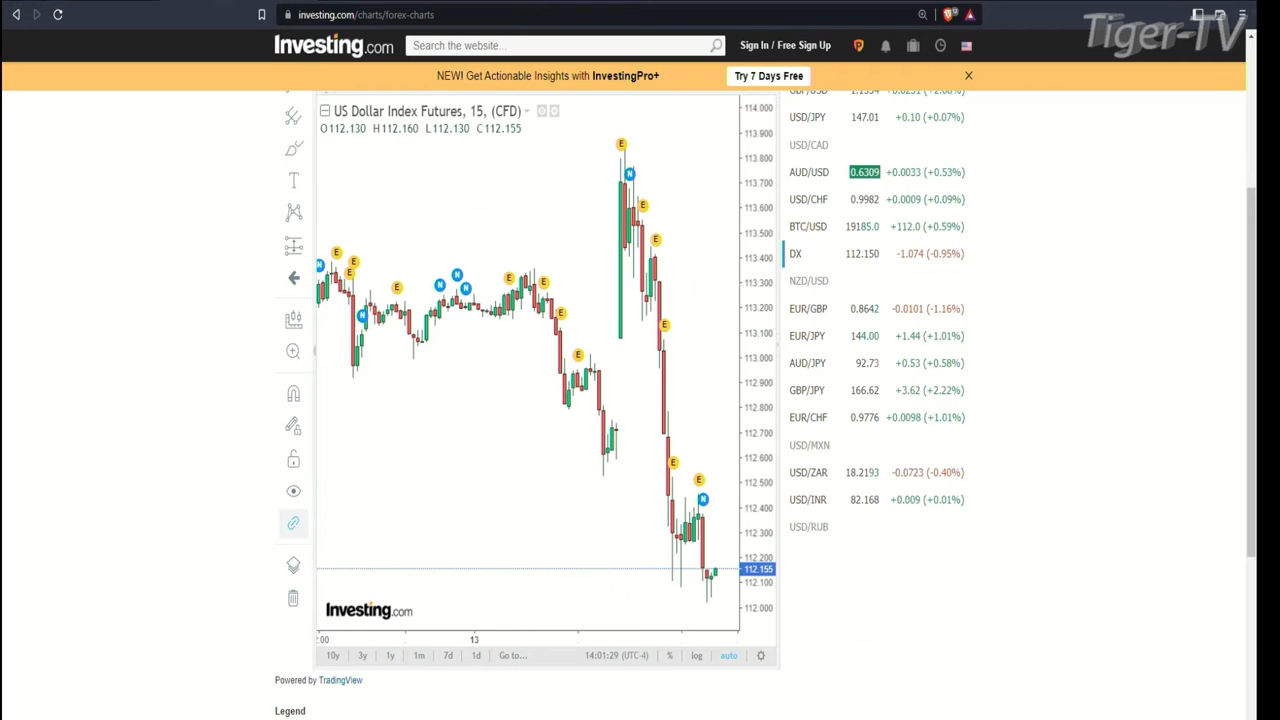 investing.com/charts/forex-charts
Tiger-TV
Investing.com
Search the website...
Sign In / Free Sign Up
NEW! Get Actionable Insights with InvestingPro+
Try 7 Days Free
US Dollar Index Futures, 15, (CFD)
O112.130 H112.160 L112.130 C112.155
114.000
113.900
113.800
113.700
113.600
113.500
113.400
113.300
113.200
113.100
113.000
112.900
112.800
112.700
112.600
112.500
112.400
112.300
112.200
112.155
112.100
112.000
E
N
E
N
E
E
N
E
E
E
N
N
N
E
E
E
E
E
E
E
N
Investing.com
:00
13
10y 3y 1y 1m 7d 1d Go to... 14:01:29 (UTC-4) % log auto
Powered by TradingView
Legend
USD/JPY 147.01 +0.10 (+0.07%)
USD/CAD
AUD/USD 0.6309 +0.0033 (+0.53%)
USD/CHF 0.9982 +0.0009 (+0.09%)
BTC/USD 19185.0 +112.0 (+0.59%)
DX 112.150 -1.074 (-0.95%)
NZD/USD
EUR/GBP 0.8642 -0.0101 (-1.16%)
EUR/JPY 144.00 +1.44 (+1.01%)
AUD/JPY 92.73 +0.53 (+0.58%)
GBP/JPY 166.62 +3.62 (+2.22%)
EUR/CHF 0.9776 +0.0098 (+1.01%)
USD/MXN
USD/ZAR 18.2193 -0.0723 (-0.40%)
USD/INR 82.168 +0.009 (+0.01%)
USD/RUB